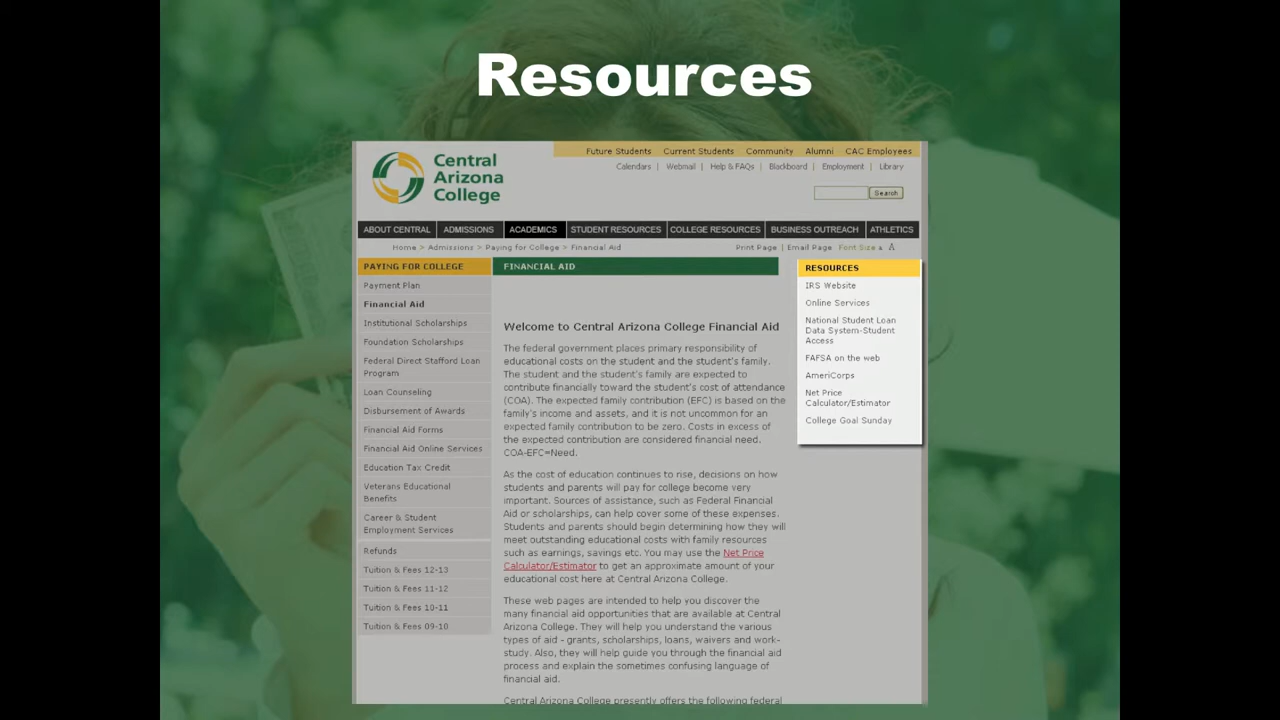 Resources
Central
Arizona
College
Future Students Current Students Community Alumni CAC Employees
Calendars | Webmail | Help & FAQs | Blackboard | Employment | Library
Search
ABOUT CENTRAL ADMISSIONS ACADEMICS STUDENT RESOURCES COLLEGE RESOURCES BUSINESS OUTREACH ATHLETICS
Home > Admissions > Paying for College > Financial Aid
Print Page | Email Page Font Size A A
PAYING FOR COLLEGE
Payment Plan
Financial Aid
Institutional Scholarships
Foundation Scholarships
Federal Direct Stafford Loan
Program
Loan Counseling
Disbursement of Awards
Financial Aid Forms
Financial Aid Online Services
Education Tax Credit
Veterans Educational
Benefits
Career & Student
Employment Services
Refunds
Tuition & Fees 12-13
Tuition & Fees 11-12
Tuition & Fees 10-11
Tuition & Fees 09-10
FINANCIAL AID
Welcome to Central Arizona College Financial Aid
The federal government places primary responsibility of
educational costs on the student and the student's family.
The student and the student's family are expected to
contribute financially toward the student's cost of attendance
(COA). The expected family contribution (EFC) is based on the
family's income and assets, and it is not uncommon for an
expected family contribution to be zero. Costs in excess of
the expected contribution are considered financial need.
COA-EFC=Need.
As the cost of education continues to rise, decisions on how
students and parents will pay for college become very
important. Sources of assistance, such as Federal Financial
Aid or scholarships, can help cover some of these expenses.
Students and parents should begin determining how they will
meet outstanding educational costs with family resources
such as earnings, savings etc. You may use the Net Price
Calculator/Estimator to get an approximate amount of your
educational cost here at Central Arizona College.
These web pages are intended to help you discover the
many financial aid opportunities that are available at Central
Arizona College. They will help you understand the various
types of aid - grants, scholarships, loans, waivers and work-
study. Also, they will help guide you through the financial aid
process and explain the sometimes confusing language of
financial aid.
Central Arizona College presently offers the following federal
RESOURCES
IRS Website
Online Services
National Student Loan
Data System-Student
Access
FAFSA on the web
AmeriCorps
Net Price
Calculator/Estimator
College Goal Sunday